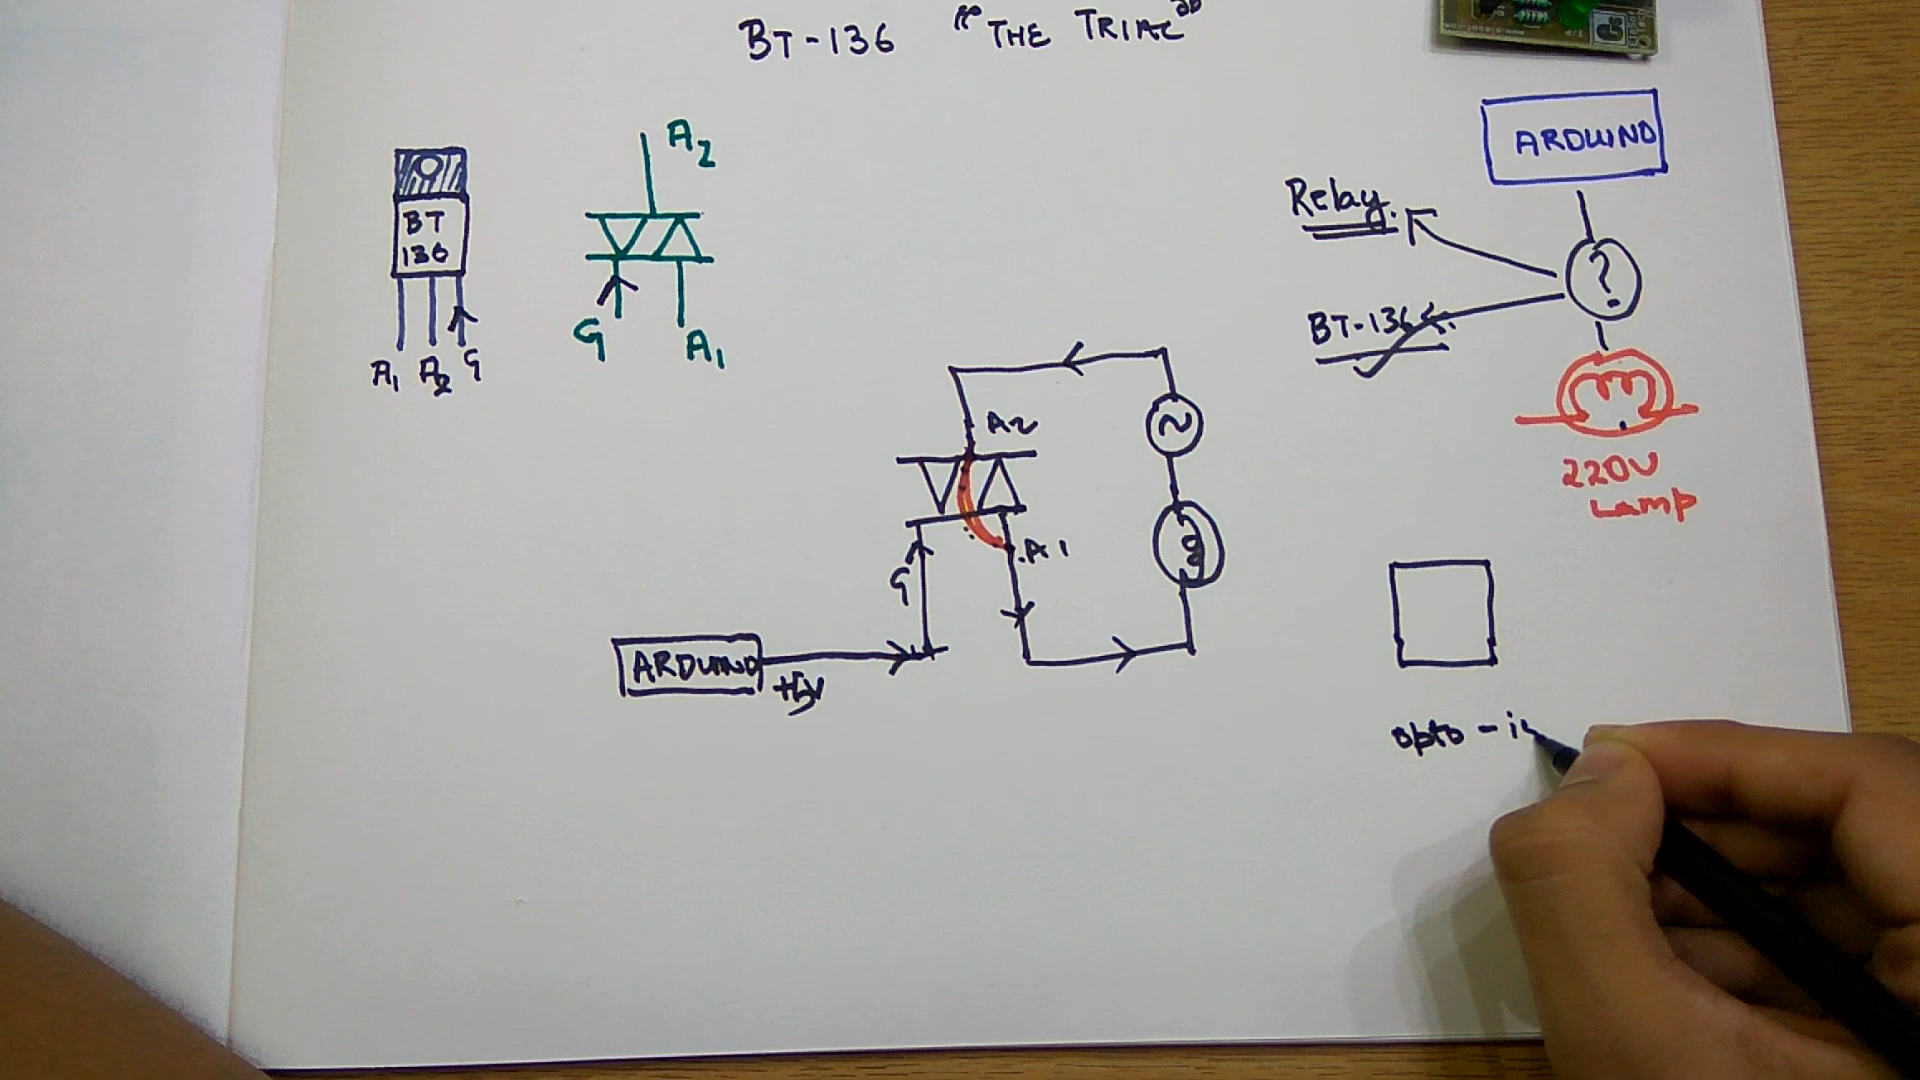 BT-136 "THE TRIAC"
ARDUINO
Relay.
?
BT-136
220V
Lamp
BT
136
A1 A2 G
A2
G
A1
A2
A1
G
ARDUINO
+5V
opto-is